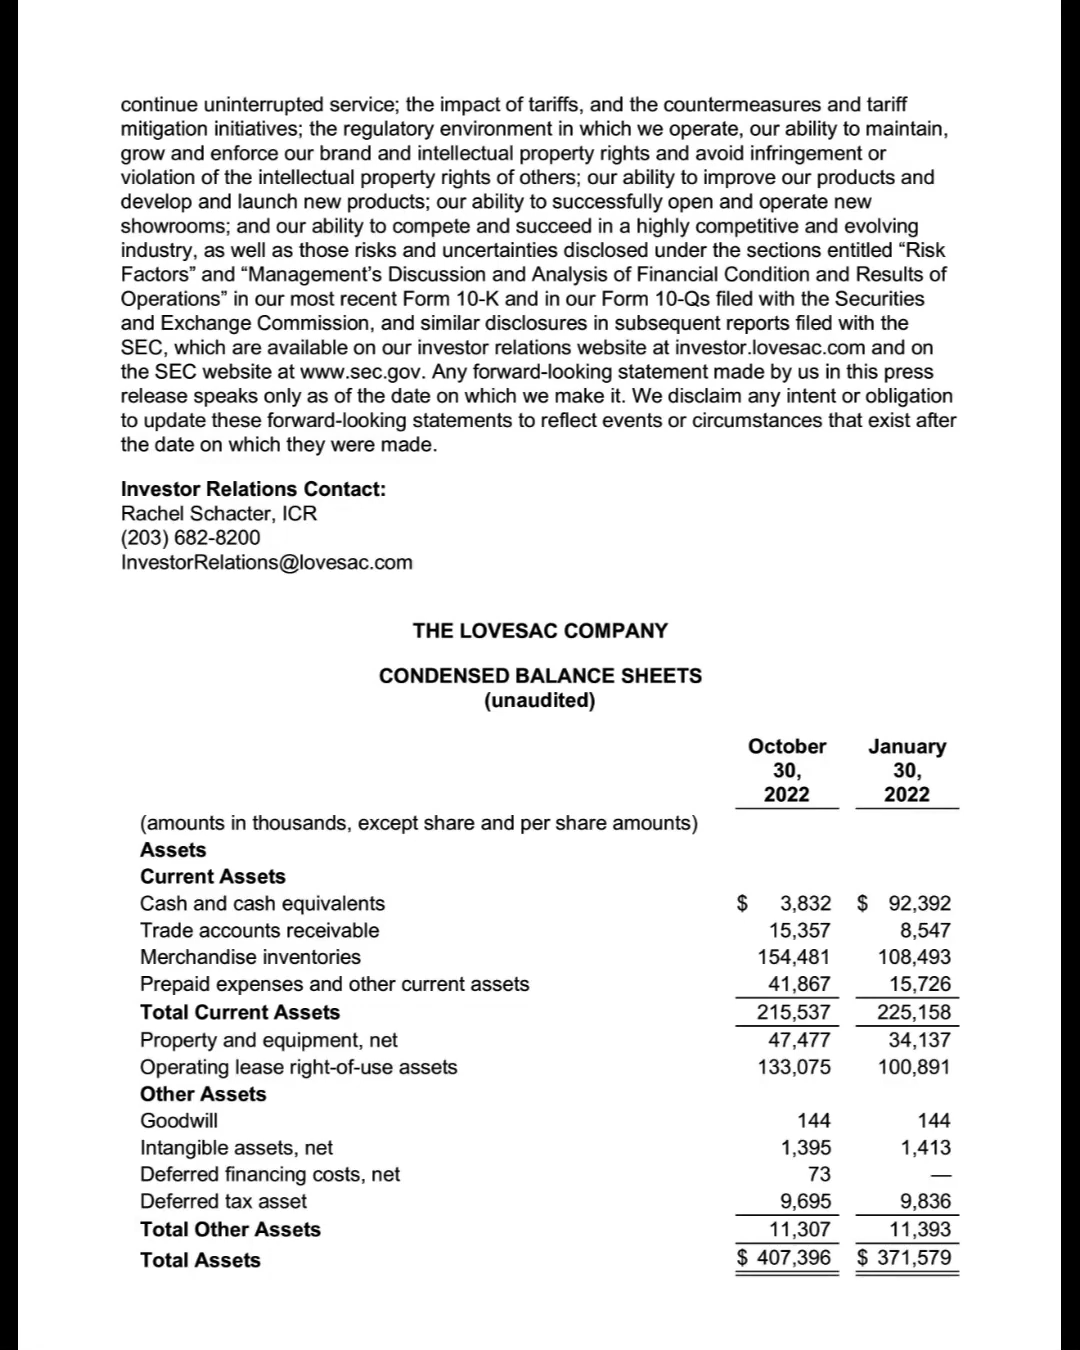 continue uninterrupted service; the impact of tariffs, and the countermeasures and tariff
mitigation initiatives; the regulatory environment in which we operate, our ability to maintain,
grow and enforce our brand and intellectual property rights and avoid infringement or
violation of the intellectual property rights of others; our ability to improve our products and
develop and launch new products; our ability to successfully open and operate new
showrooms; and our ability to compete and succeed in a highly competitive and evolving
industry, as well as those risks and uncertainties disclosed under the sections entitled “Risk
Factors” and “Management’s Discussion and Analysis of Financial Condition and Results of
Operations” in our most recent Form 10-K and in our Form 10-Qs filed with the Securities
and Exchange Commission, and similar disclosures in subsequent reports filed with the
SEC, which are available on our investor relations website at investor.lovesac.com and on
the SEC website at www.sec.gov. Any forward-looking statement made by us in this press
release speaks only as of the date on which we make it. We disclaim any intent or obligation
to update these forward-looking statements to reflect events or circumstances that exist after
the date on which they were made.
Investor Relations Contact:
Rachel Schacter, ICR
(203) 682-8200
InvestorRelations@lovesac.com
THE LOVESAC COMPANY
CONDENSED BALANCE SHEETS
(unaudited)
October January
30, 30,
2022 2022
(amounts in thousands, except share and per share amounts)
Assets
Current Assets
Cash and cash equivalents $ 3,832 $ 92,392
Trade accounts receivable 15,357 8,547
Merchandise inventories 154,481 108,493
Prepaid expenses and other current assets 41,867 15,726
Total Current Assets 215,537 225,158
Property and equipment, net 47,477 34,137
Operating lease right-of-use assets 133,075 100,891
Other Assets
Goodwill 144 144
Intangible assets, net 1,395 1,413
Deferred financing costs, net 73 —
Deferred tax asset 9,695 9,836
Total Other Assets 11,307 11,393
Total Assets $ 407,396 $ 371,579